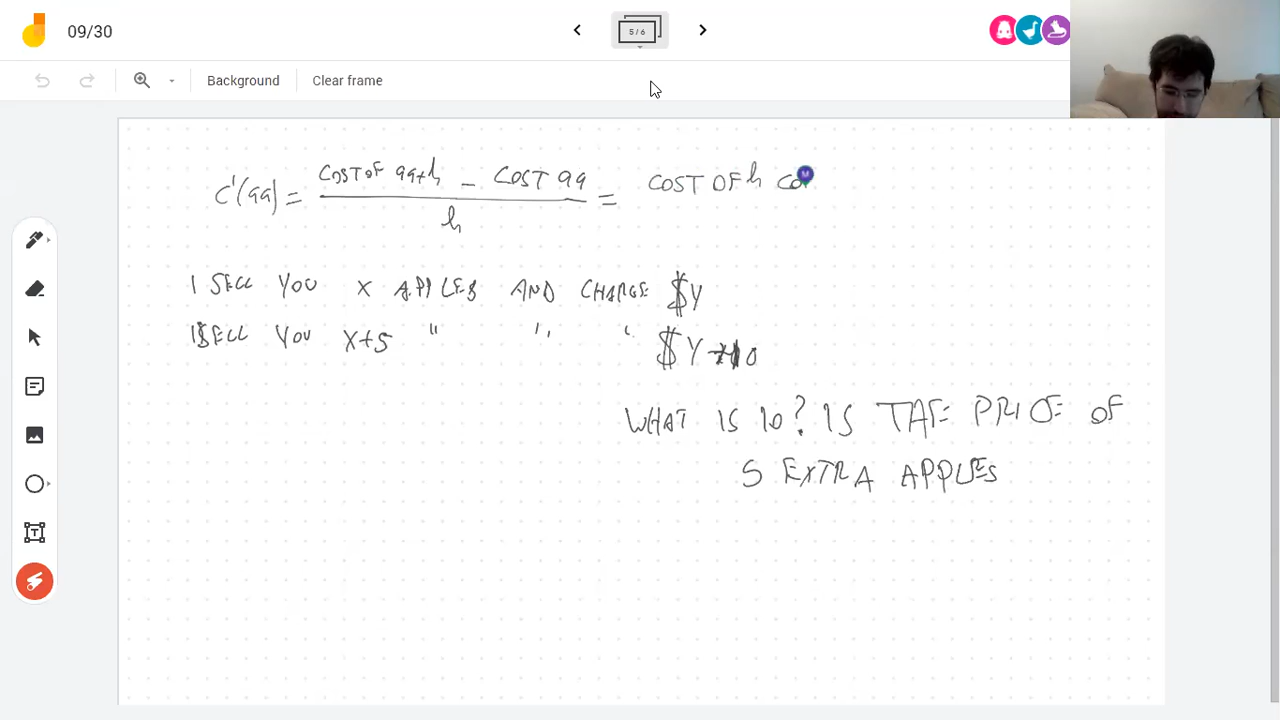 09/30
5 / 6
Background
Clear frame
C'(99) = COST OF 99+h - COST 99 = COST OF h CO
h
I SELL YOU X APPLES AND CHARGE $Y
I SELL YOU X+5 " " " $Y+10
WHAT IS 10? IS THE PRICE OF
5 EXTRA APPLES
M
T